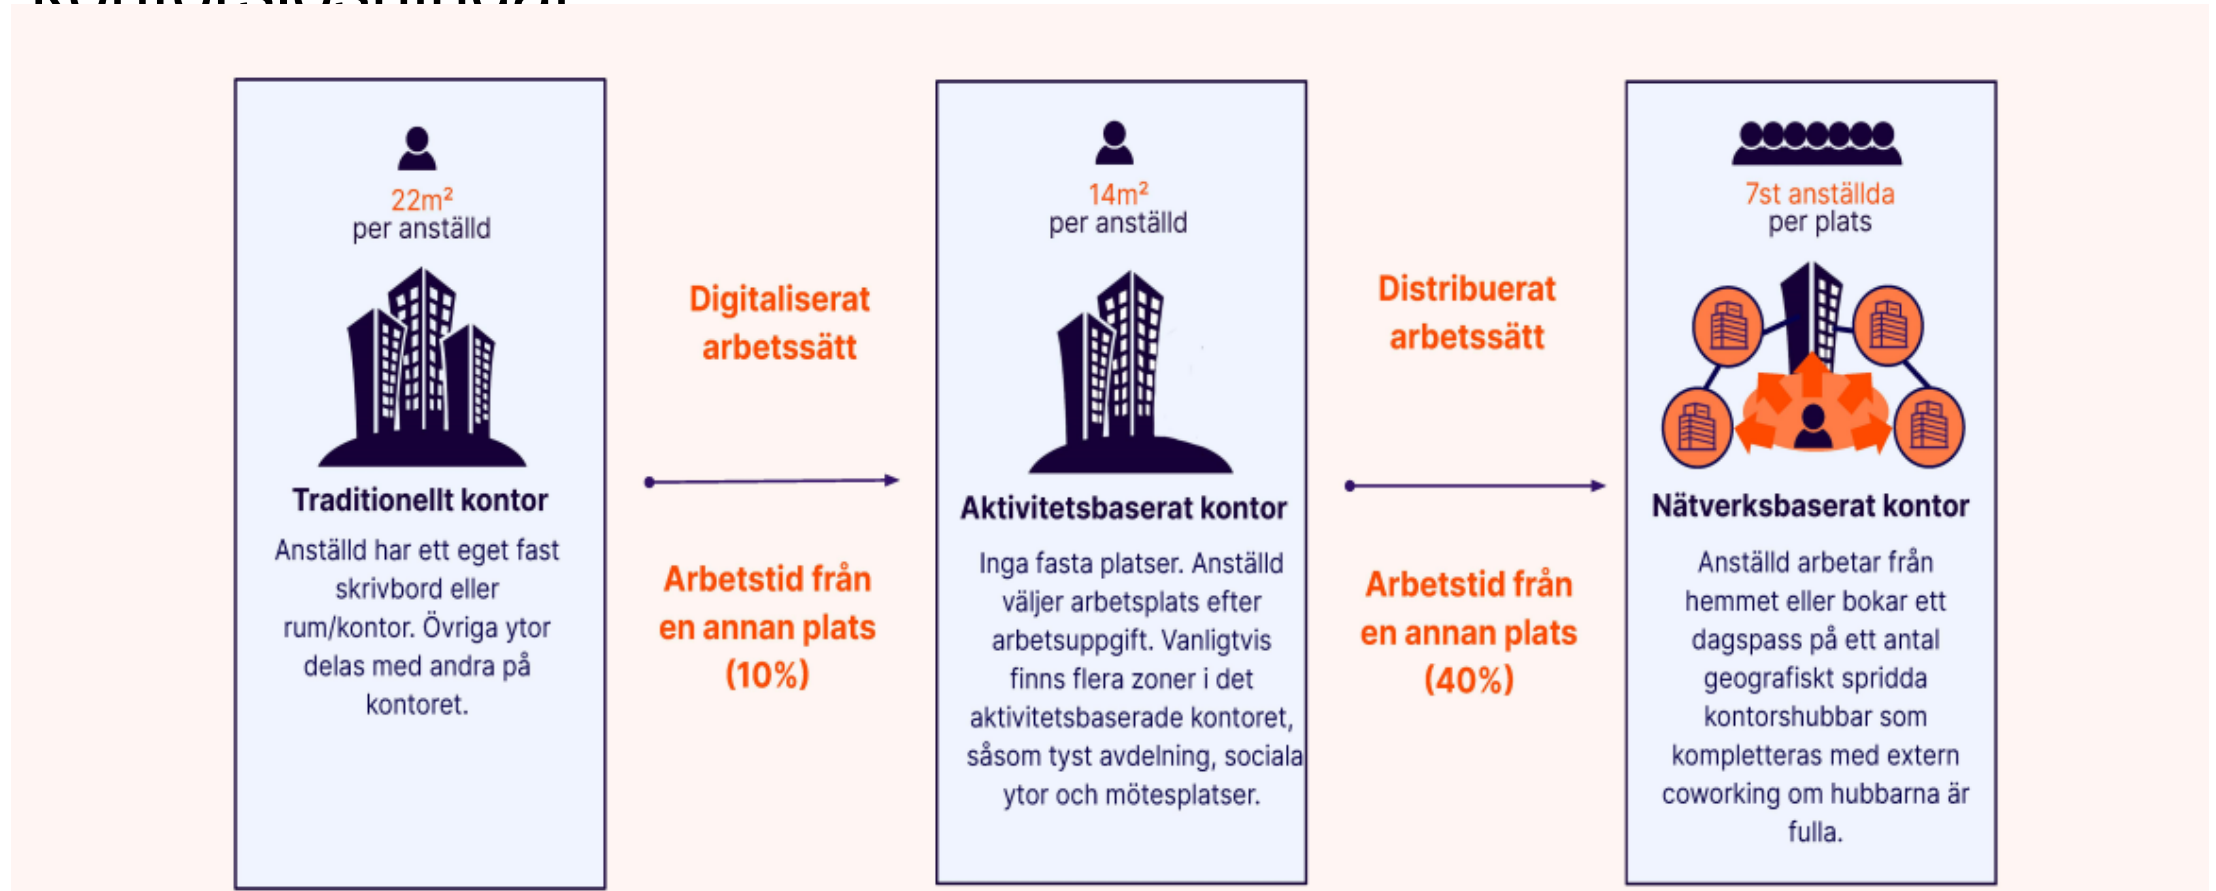 22m²
per anställd
Traditionellt kontor
Anställd har ett eget fast
skrivbord eller
rum/kontor. Övriga ytor
delas med andra på
kontoret.
Digitaliserat
arbetssätt
Arbetstid från
en annan plats
(10%)
14m²
per anställd
Aktivitetsbaserat kontor
Inga fasta platser. Anställd
väljer arbetsplats efter
arbetsuppgift. Vanligtvis
finns flera zoner i det
aktivitetsbaserade kontoret,
såsom tyst avdelning, sociala
ytor och mötesplatser.
Distribuerat
arbetssätt
Arbetstid från
en annan plats
(40%)
7st anställda
per plats
Nätverksbaserat kontor
Anställd arbetar från
hemmet eller bokar ett
dagspass på ett antal
geografiskt spridda
kontorshubbar som
kompletteras med extern
coworking om hubbarna är
fulla.